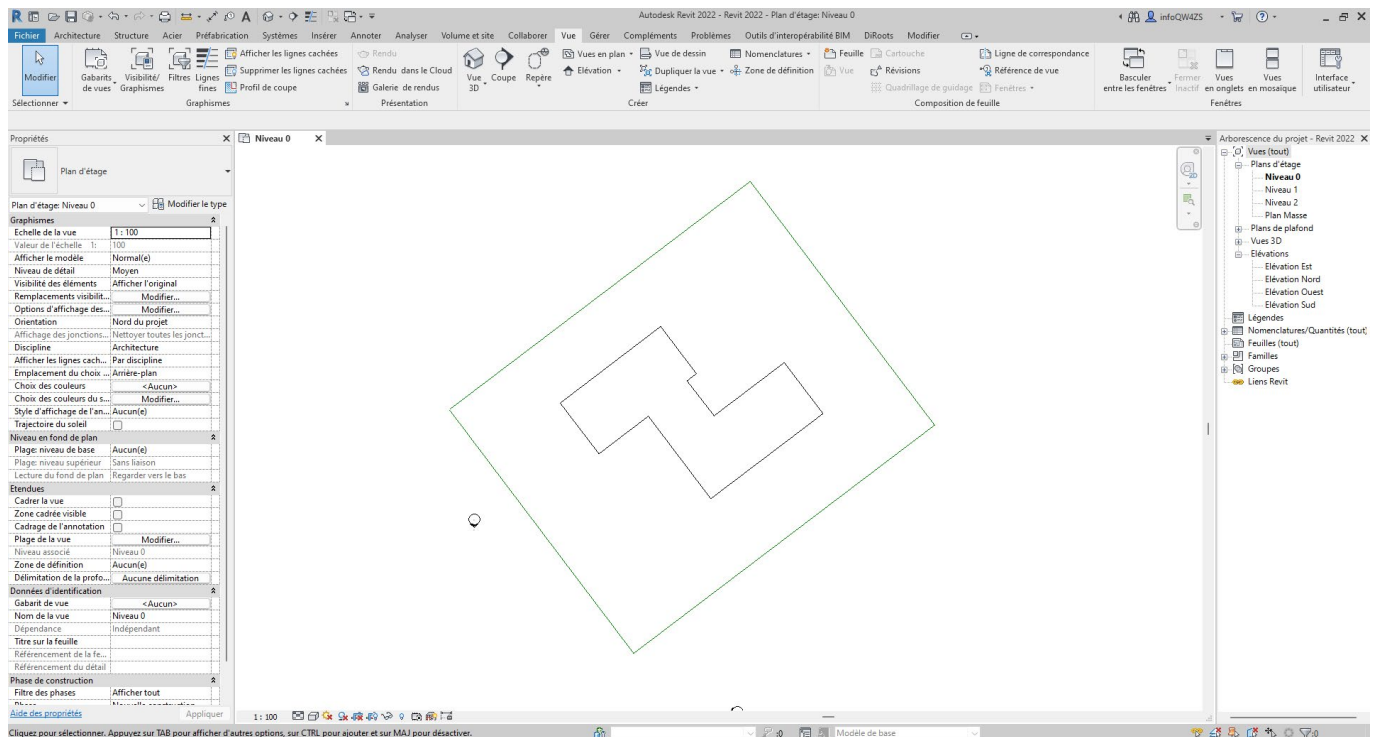 Autodesk Revit 2022 - Revit 2022 - Plan d'étage: Niveau 0
infoQW4ZS
Fichier Architecture Structure Acier Préfabrication Systèmes Insérer Annoter Analyser Volume et site Collaborer Vue Gérer Compléments Problèmes Outils d'interopérabilité BIM DiRoots Modifier
Modifier
Sélectionner
Gabarits de vues
Visibilité/ Graphismes
Filtres
Lignes fines
Afficher les lignes cachées
Supprimer les lignes cachées
Profil de coupe
Graphismes
Rendu
Rendu dans le Cloud
Galerie de rendus
Présentation
Vue 3D
Coupe
Repère
Vues en plan
Elévation
Vue de dessin
Dupliquer la vue
Légendes
Nomenclatures
Zone de définition
Créer
Feuille
Vue
Cartouche
Révisions
Quadrillage de guidage
Ligne de correspondance
Référence de vue
Fenêtres
Composition de feuille
Basculer entre les fenêtres
Fermer Inactif
Vues en onglets
Vues en mosaïque
Interface utilisateur
Fenêtres
Propriétés
Plan d'étage
Plan d'étage: Niveau 0 Modifier le type
Graphismes
Echelle de la vue 1 : 100
Valeur de l'échelle 1: 100
Afficher le modèle Normal(e)
Niveau de détail Moyen
Visibilité des éléments Afficher l'original
Remplacements visibilit... Modifier...
Options d'affichage des... Modifier...
Orientation Nord du projet
Affichage des jonctions... Nettoyer toutes les jonct...
Discipline Architecture
Afficher les lignes cach... Par discipline
Emplacement du choix ... Arrière-plan
Choix des couleurs <Aucun>
Choix des couleurs du s... Modifier...
Style d'affichage de l'an... Aucun(e)
Trajectoire du soleil
Niveau en fond de plan
Plage: niveau de base Aucun(e)
Plage: niveau supérieur Sans liaison
Lecture du fond de plan Regarder vers le bas
Etendues
Cadrer la vue
Zone cadrée visible
Cadrage de l'annotation
Plage de la vue Modifier...
Niveau associé Niveau 0
Zone de définition Aucun(e)
Délimitation de la profo... Aucune délimitation
Données d'identification
Gabarit de vue <Aucun>
Nom de la vue Niveau 0
Dépendance Indépendant
Titre sur la feuille
Référencement de la fe...
Référencement du détail
Phase de construction
Filtre des phases Afficher tout
Aide des propriétés Appliquer
Niveau 0
2D
1 : 100
Arborescence du projet - Revit 2022
Vues (tout)
Plans d'étage
Niveau 0
Niveau 1
Niveau 2
Plan Masse
Plans de plafond
Vues 3D
Elévations
Elévation Est
Elévation Nord
Elévation Ouest
Elévation Sud
Légendes
Nomenclatures/Quantités (tout)
Feuilles (tout)
Familles
Groupes
Liens Revit
Cliquez pour sélectionner. Appuyez sur TAB pour afficher d'autres options, sur CTRL pour ajouter et sur MAJ pour désactiver.
:0
Modèle de base
:0